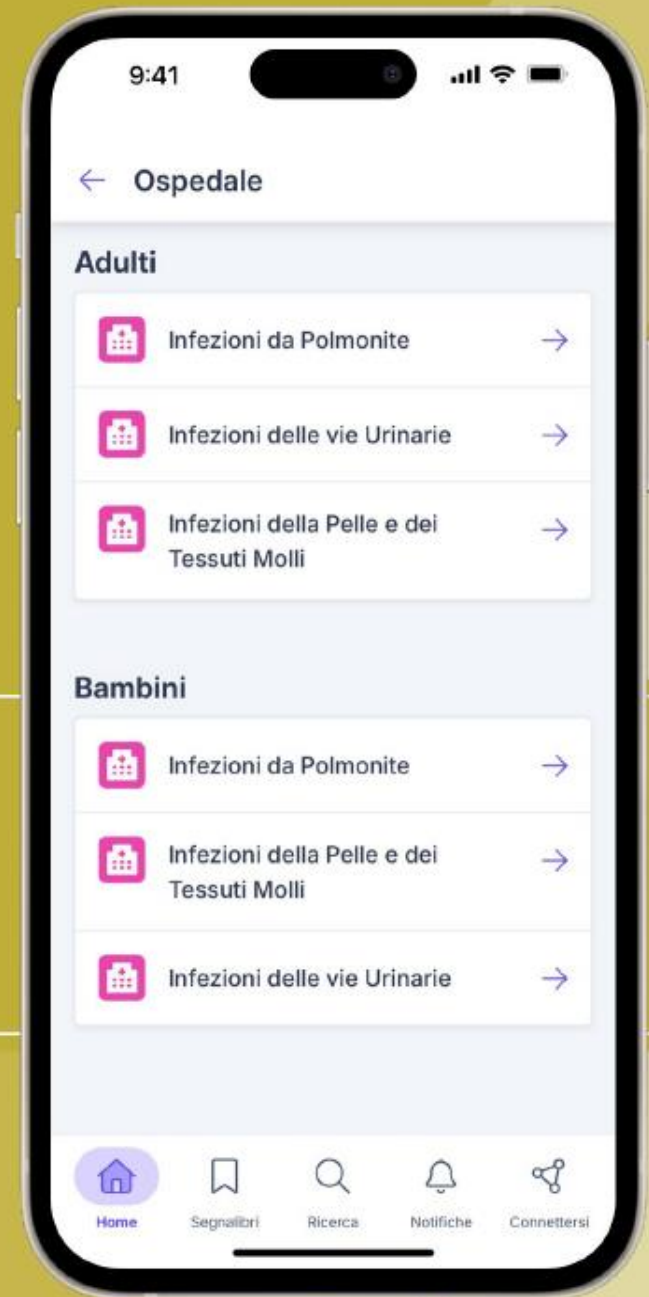 9:41
Ospedale
Adulti
Infezioni da Polmonite
Infezioni delle vie Urinarie
Infezioni della Pelle e dei
Tessuti Molli
Bambini
Infezioni da Polmonite
Infezioni della Pelle e dei
Tessuti Molli
Infezioni delle vie Urinarie
Home Segnalibri Ricerca Notifiche Connettersi